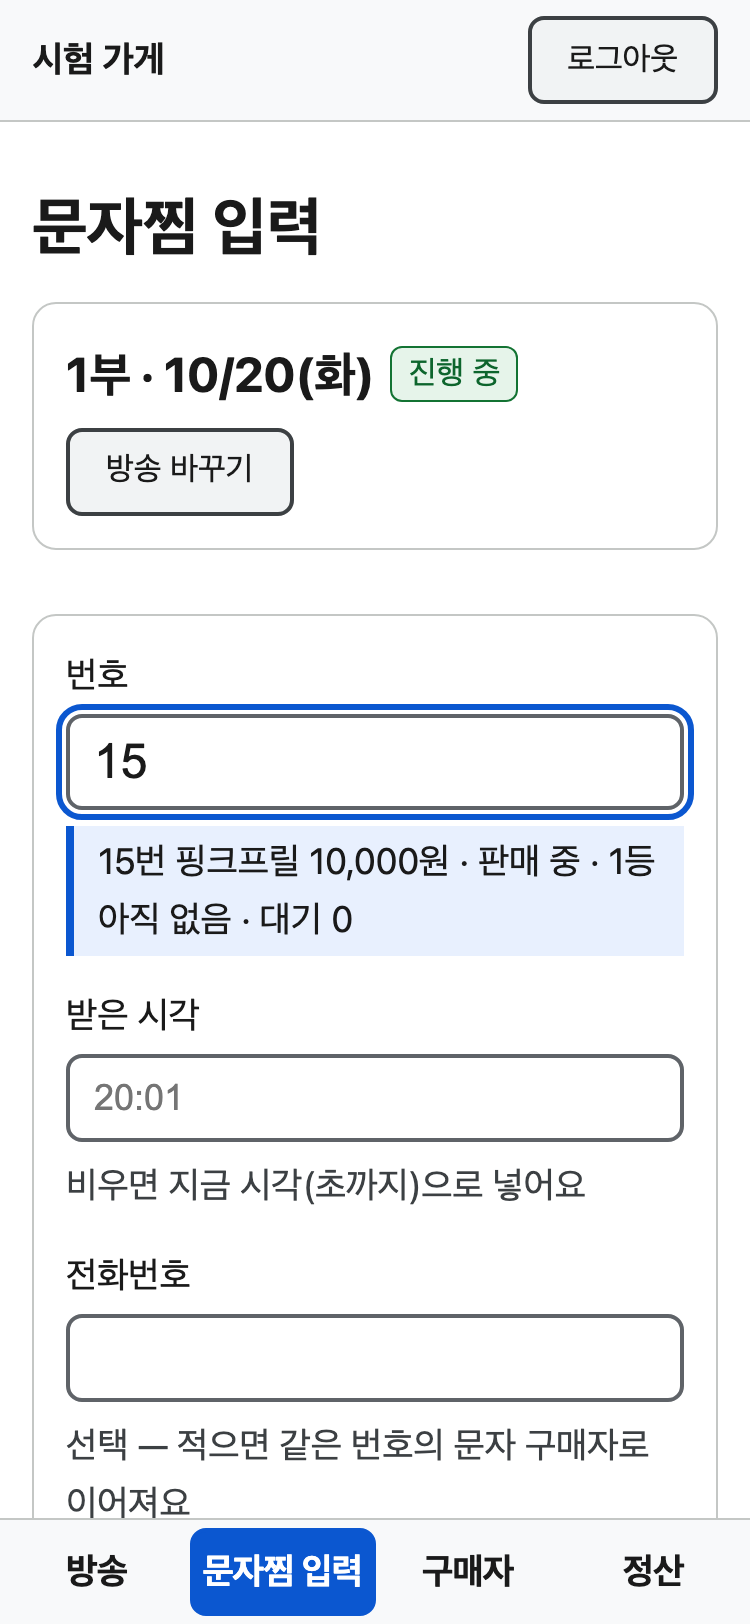 시험 가게
로그아웃
문자찜 입력
1부 · 10/20(화) 진행 중
방송 바꾸기
번호
15
15번 핑크프릴 10,000원 · 판매 중 · 1등
아직 없음 · 대기 0
받은 시각
20:01
비우면 지금 시각(초까지)으로 넣어요
전화번호
선택 — 적으면 같은 번호의 문자 구매자로
이어져요
방송 문자찜 입력 구매자 정산